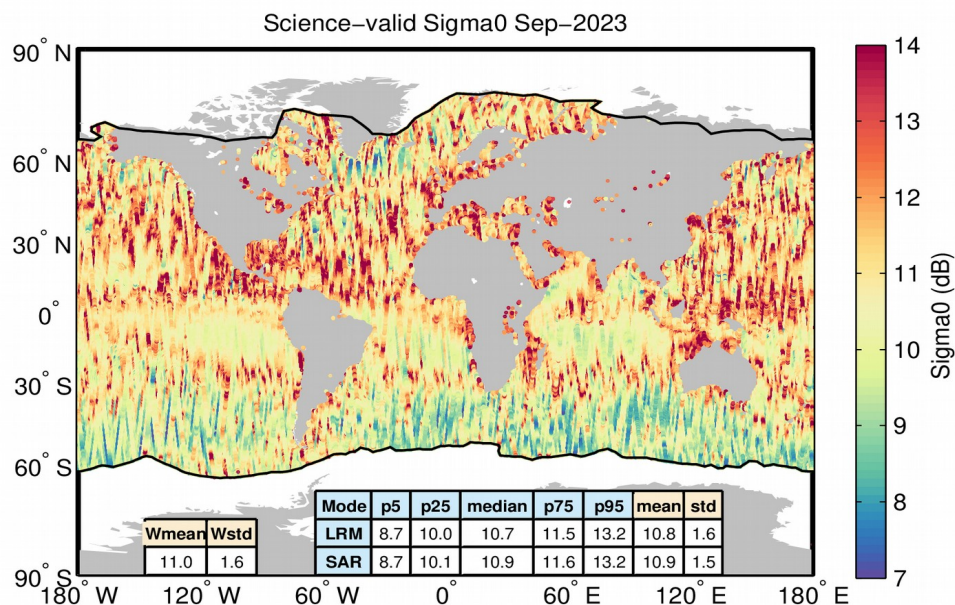 Science−valid Sigma0 Sep−2023
90° N
60° N
30° N
0°
30° S
60° S
90° S
180° W
120° W
60° W
0°
60° E
120° E
180° E
Mode p5 p25 median p75 p95 mean std
LRM 8.7 10.0 10.7 11.5 13.2 10.8 1.6
SAR 8.7 10.1 10.9 11.6 13.2 10.9 1.5
Wmean Wstd
11.0 1.6
14
13
12
11
10
9
8
7
Sigma0 (dB)